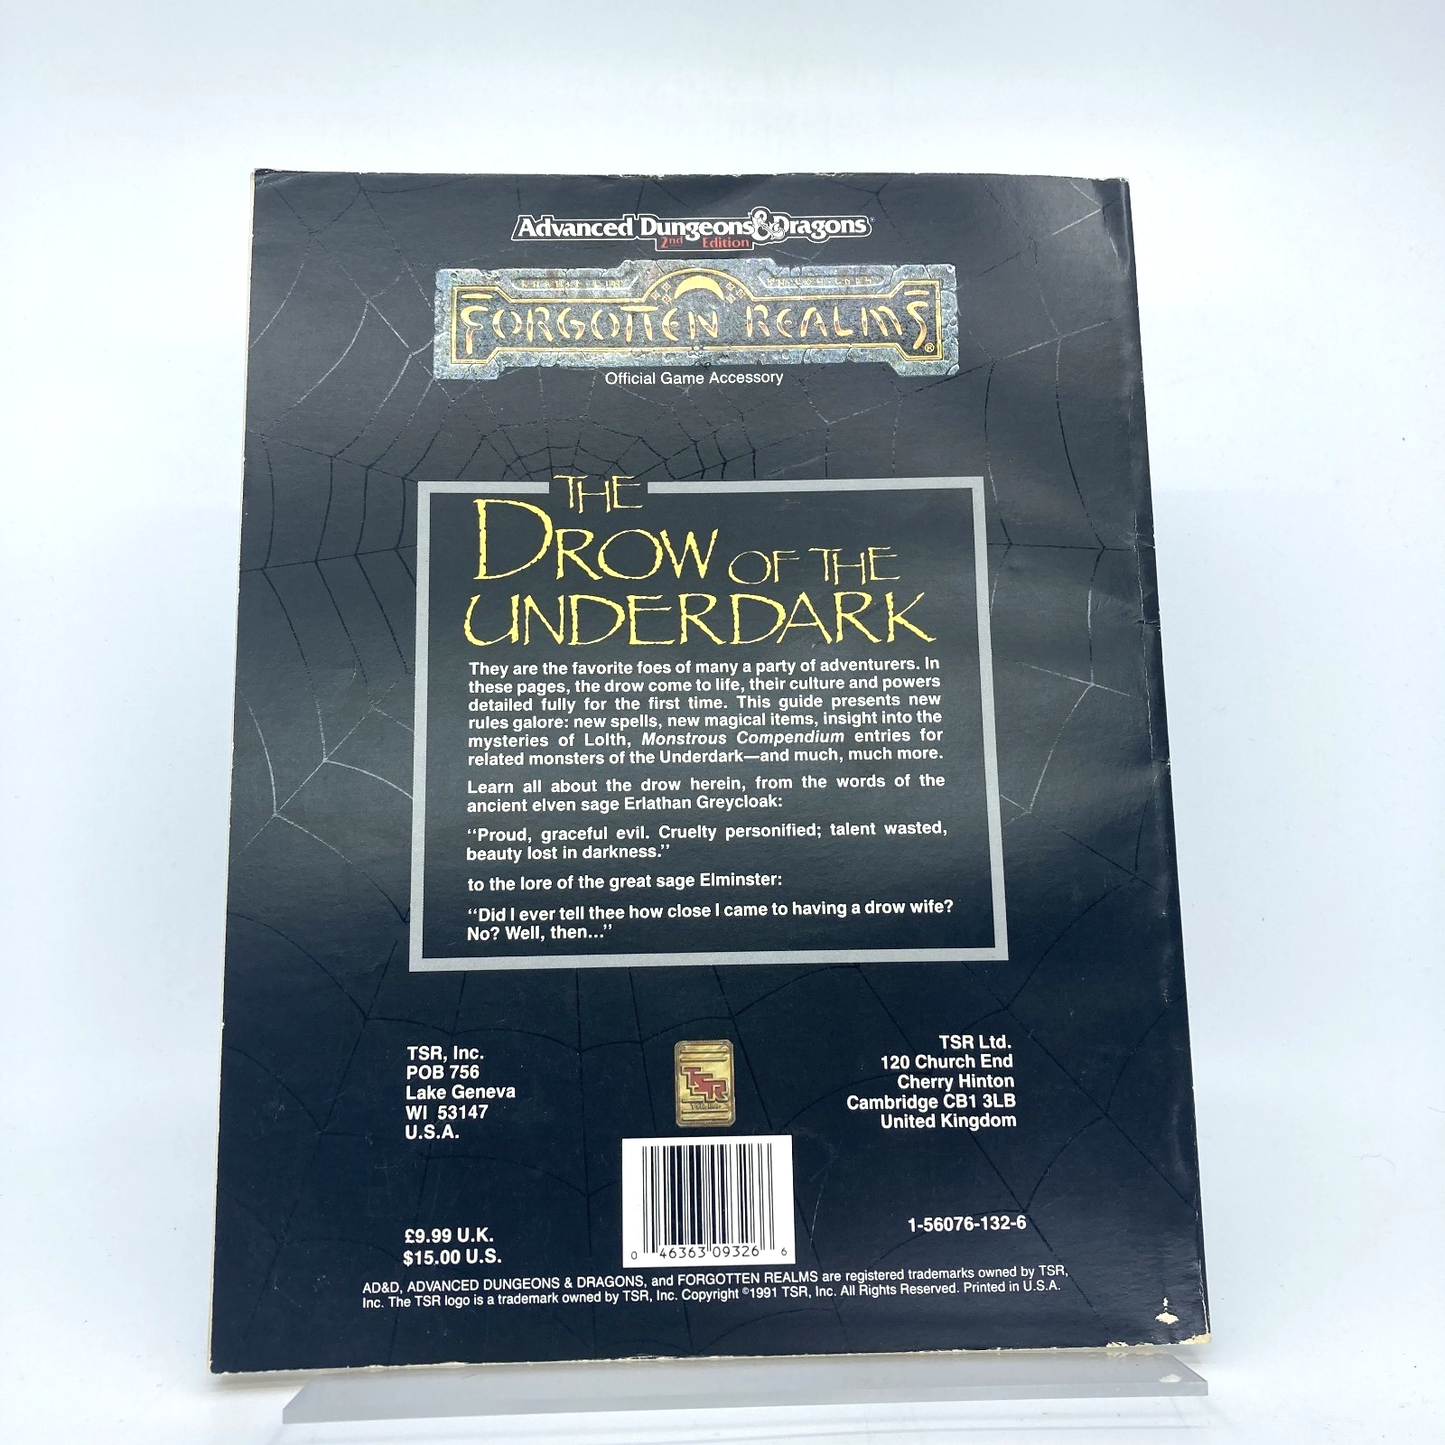 Advanced Dungeons & Dragons®
2nd Edition
FORGOTTEN REALMS®
Official Game Accessory
THE
DROW OF THE
UNDERDARK
They are the favorite foes of many a party of adventurers. In
these pages, the drow come to life, their culture and powers
detailed fully for the first time. This guide presents new
rules galore: new spells, new magical items, insight into the
mysteries of Lolth, Monstrous Compendium entries for
related monsters of the Underdark—and much, much more.
Learn all about the drow herein, from the words of the
ancient elven sage Erlathan Greycloak:
"Proud, graceful evil. Cruelty personified; talent wasted,
beauty lost in darkness."
to the lore of the great sage Elminster:
"Did I ever tell thee how close I came to having a drow wife?
No? Well, then..."
TSR, Inc.
POB 756
Lake Geneva
WI 53147
U.S.A.
TSR
TSR Ltd.
120 Church End
Cherry Hinton
Cambridge CB1 3LB
United Kingdom
£9.99 U.K.
$15.00 U.S.
0 46363 09326 6
1-56076-132-6
AD&D, ADVANCED DUNGEONS & DRAGONS, and FORGOTTEN REALMS are registered trademarks owned by TSR,
Inc. The TSR logo is a trademark owned by TSR, Inc. Copyright ©1991 TSR, Inc. All Rights Reserved. Printed in U.S.A.